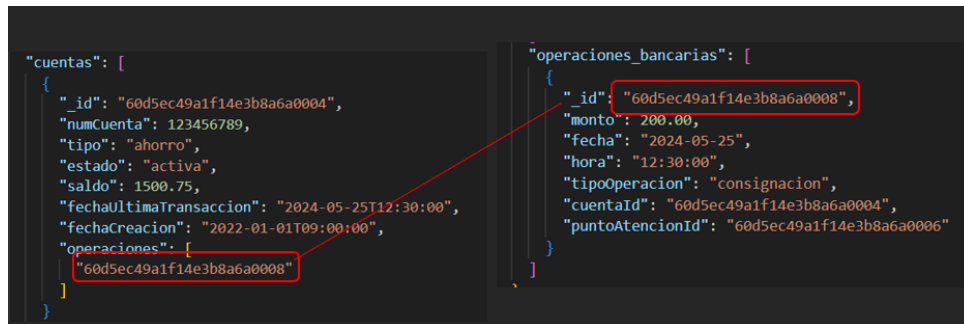 "cuentas": [
{
"_id": "60d5ec49a1f14e3b8a6a0004",
"numCuenta": 123456789,
"tipo": "ahorro",
"estado": "activa",
"saldo": 1500.75,
"fechaUltimaTransaccion": "2024-05-25T12:30:00",
"fechaCreacion": "2022-01-01T09:00:00",
"operaciones": [
"60d5ec49a1f14e3b8a6a0008"
]
}
"operaciones_bancarias": [
{
"_id": "60d5ec49a1f14e3b8a6a0008",
"monto": 200.00,
"fecha": "2024-05-25",
"hora": "12:30:00",
"tipoOperacion": "consignacion",
"cuentaId": "60d5ec49a1f14e3b8a6a0004",
"puntoAtencionId": "60d5ec49a1f14e3b8a6a0006"
}
]